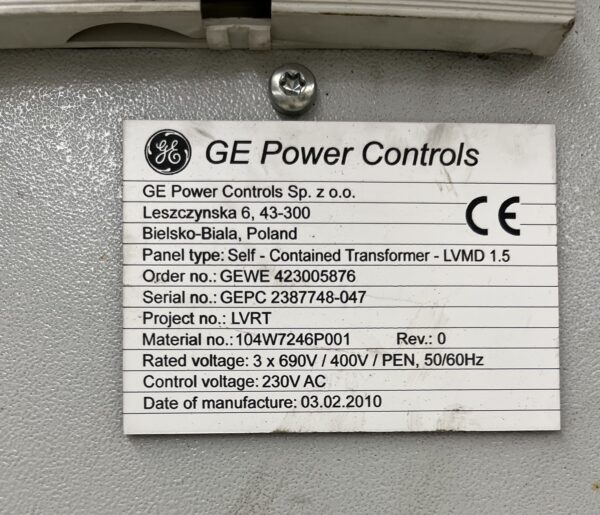 GE GE Power Controls
GE Power Controls Sp. z o.o.
Leszczynska 6, 43-300
Bielsko-Biala, Poland
CE
Panel type: Self - Contained Transformer - LVMD 1.5
Order no.: GEWE 423005876
Serial no.: GEPC 2387748-047
Project no.: LVRT
Material no.: 104W7246P001 Rev.: 0
Rated voltage: 3 x 690V / 400V / PEN, 50/60Hz
Control voltage: 230V AC
Date of manufacture: 03.02.2010